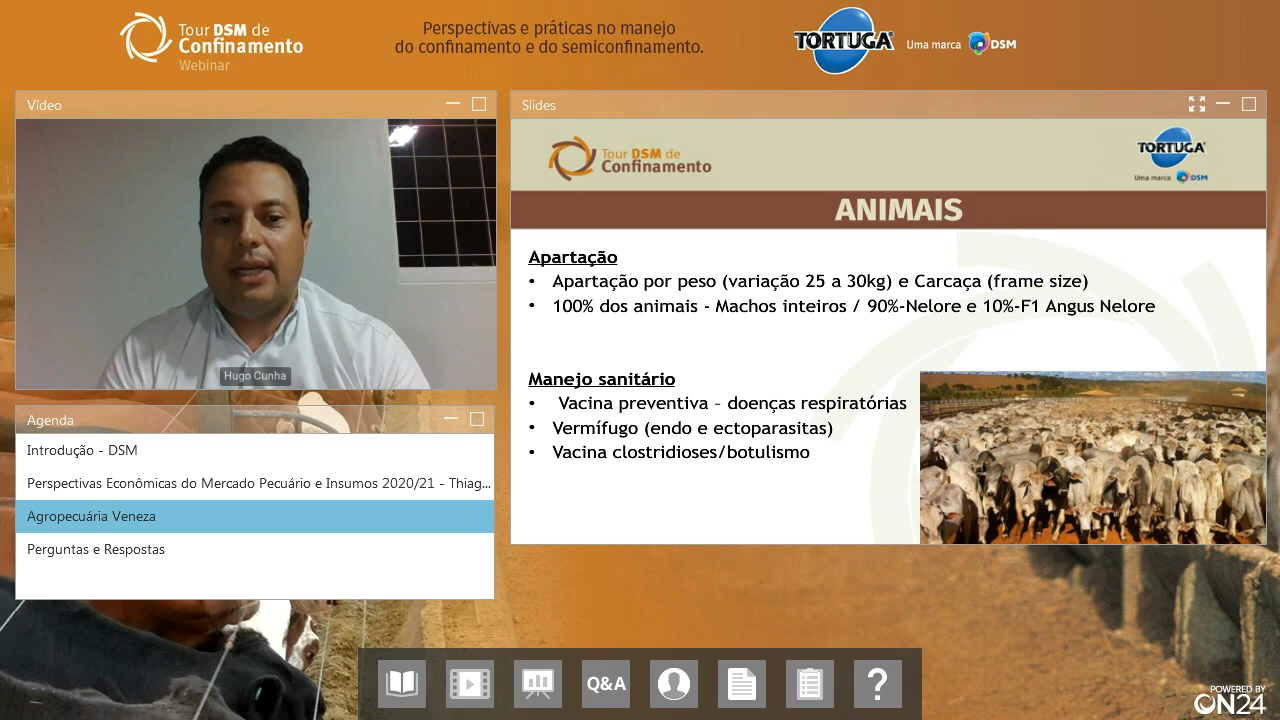 Tour DSM de
Confinamento
Webinar
Perspectivas e práticas no manejo
do confinamento e do semiconfinamento.
TORTUGA
Uma marca DSM
Vídeo
Hugo Cunha
Slides
Tour DSM de
Confinamento
TORTUGA
Uma marca DSM
ANIMAIS
Apartação
• Apartação por peso (variação 25 a 30kg) e Carcaça (frame size)
• 100% dos animais - Machos inteiros / 90%-Nelore e 10%-F1 Angus Nelore
Manejo sanitário
• Vacina preventiva – doenças respiratórias
• Vermífugo (endo e ectoparasitas)
• Vacina clostridioses/botulismo
Agenda
Introdução - DSM
Perspectivas Econômicas do Mercado Pecuário e Insumos 2020/21 - Thiag...
Agropecuária Veneza
Perguntas e Respostas
Q&A
?
POWERED BY
ON24